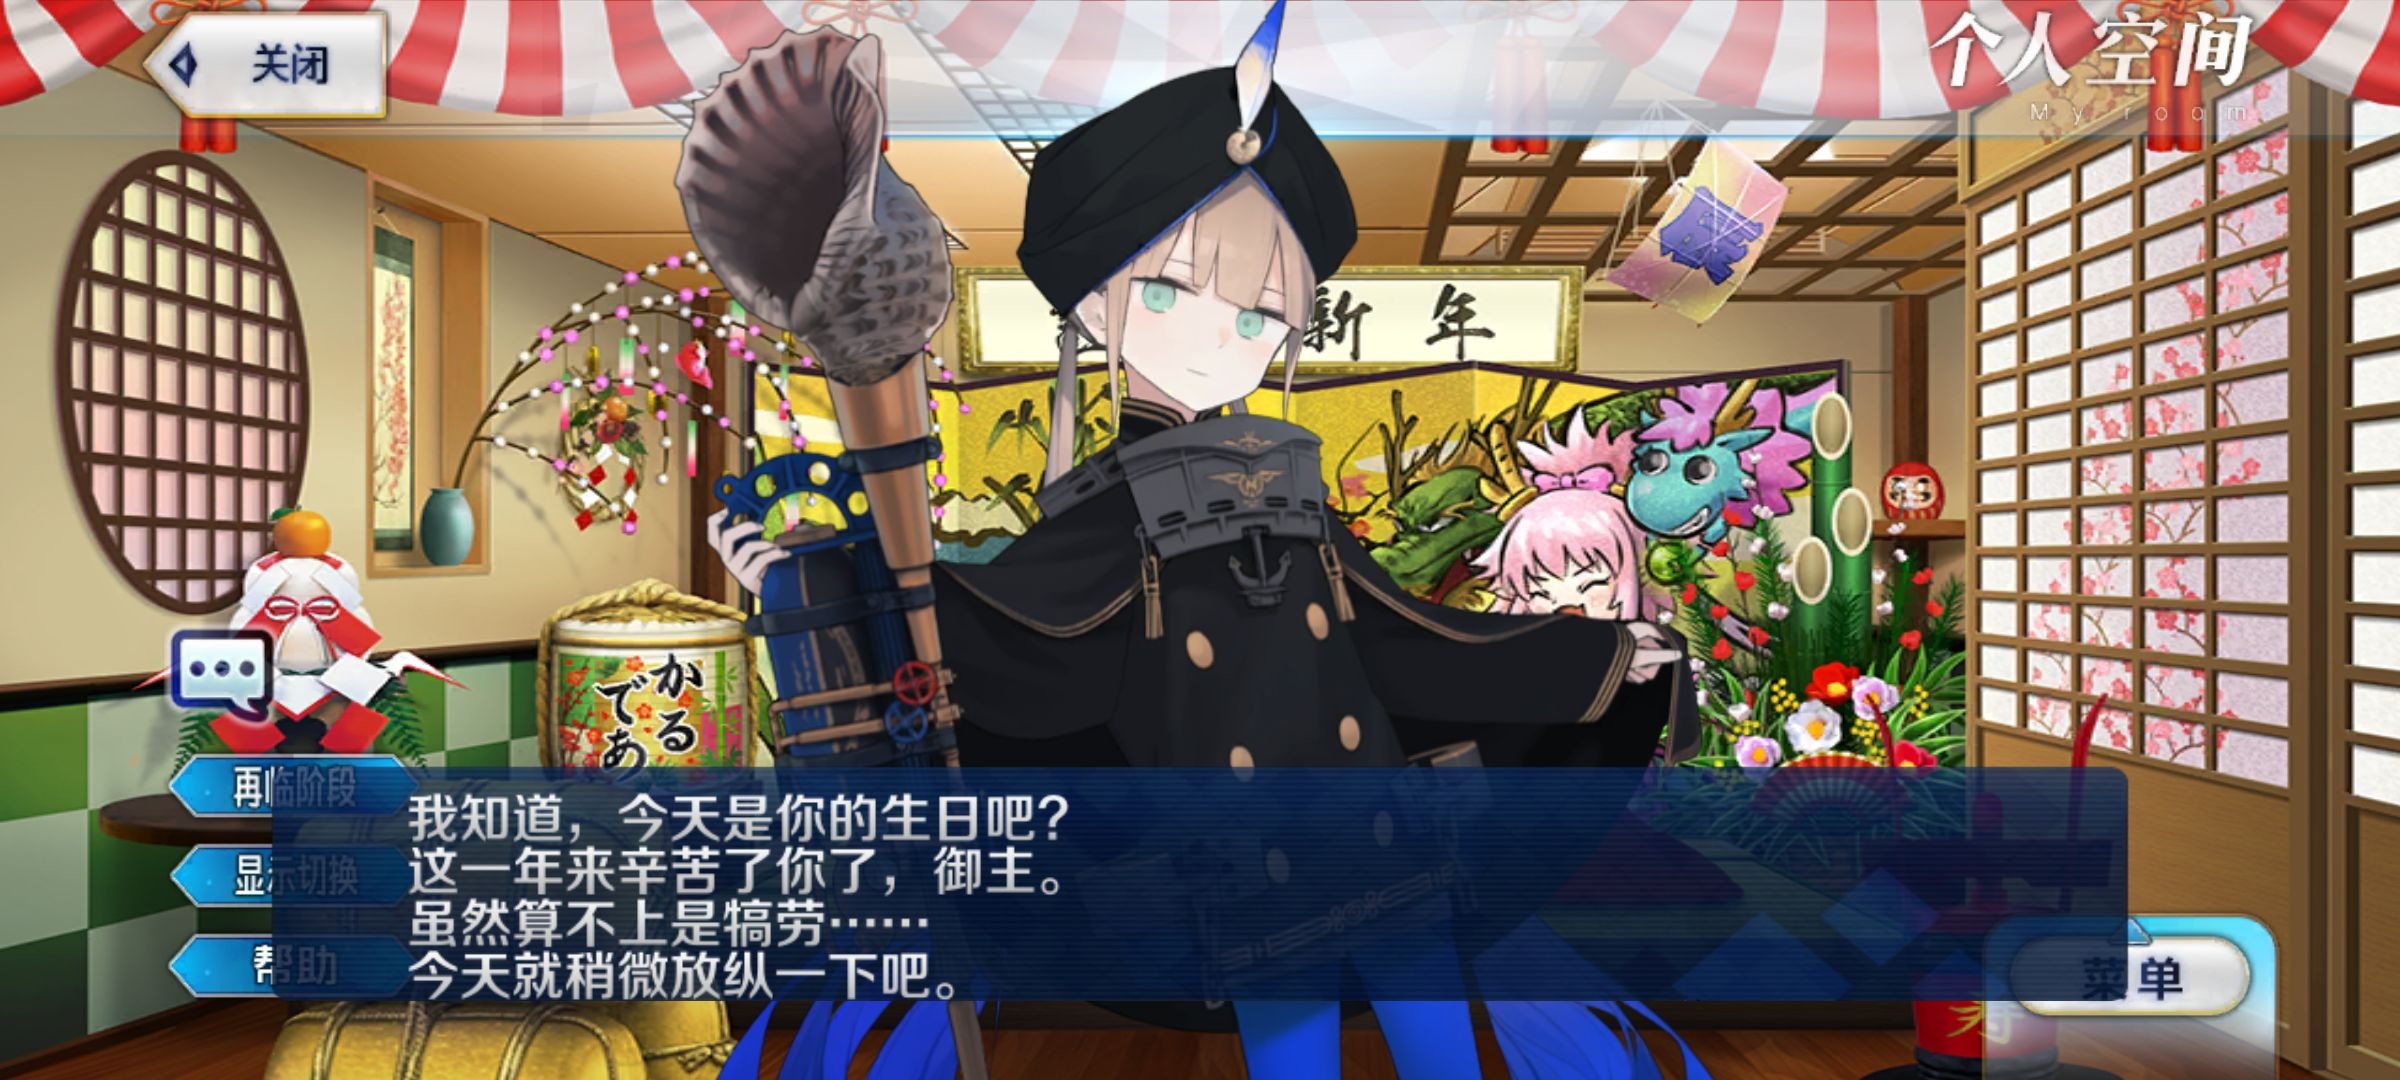 关闭
个人空间
My room
新年
かる
であ
再临阶段
显示切换
帮助
我知道，今天是你的生日吧？
这一年来辛苦了你了，御主。
虽然算不上是犒劳……
今天就稍微放纵一下吧。
菜单